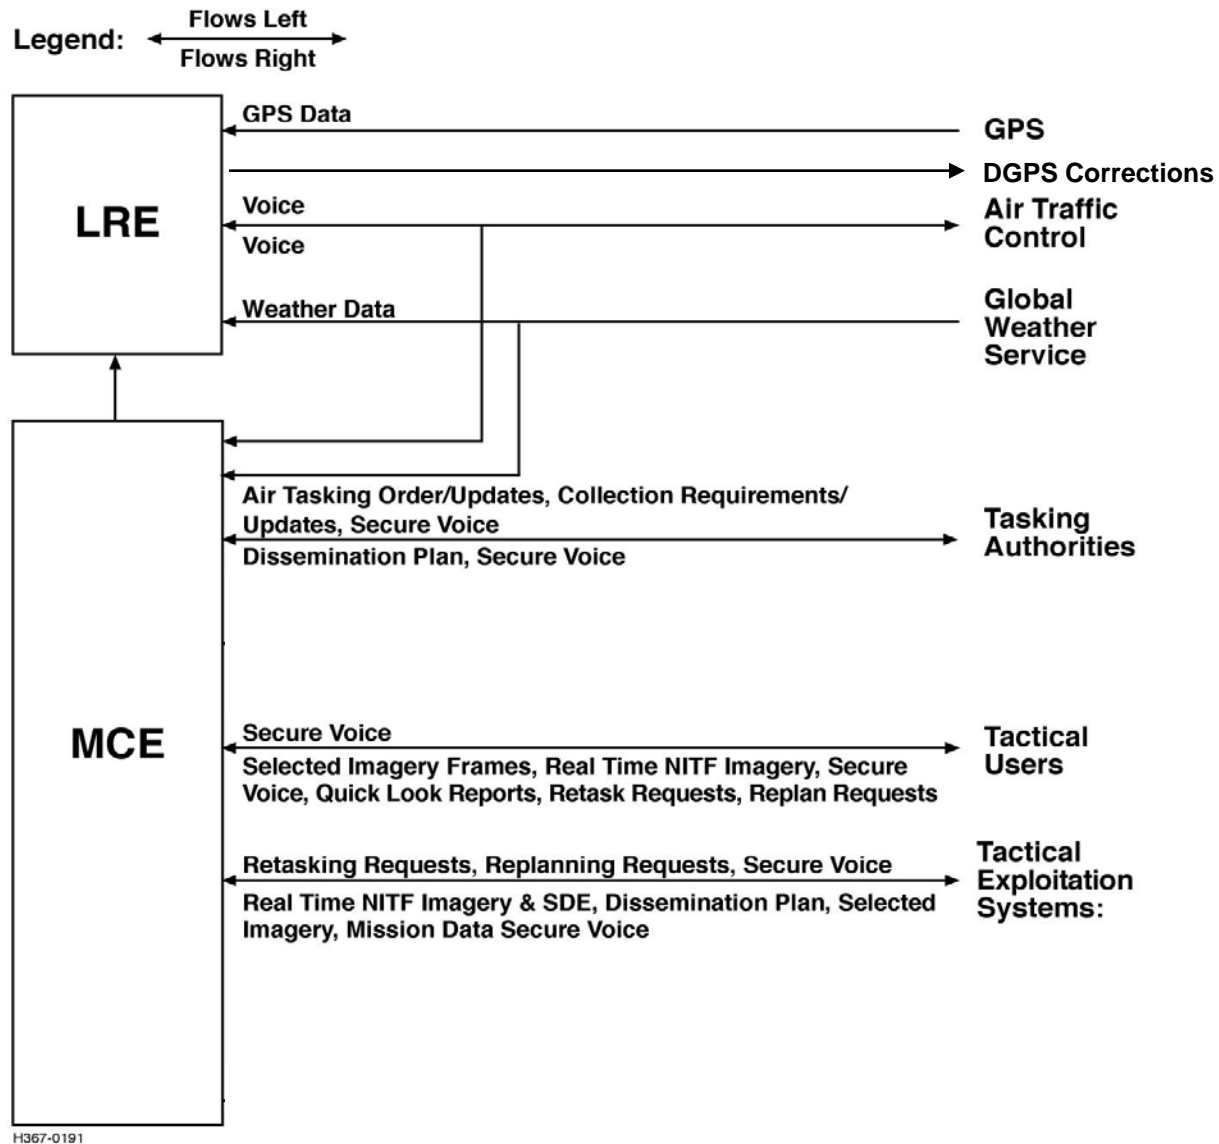 Flows Left
Legend:
Flows Right
GPS Data
GPS
DGPS Corrections
LRE
Voice
Voice
Air Traffic
Control
Weather Data
Global
Weather
Service
Air Tasking Order/Updates, Collection Requirements/
Updates, Secure Voice
Dissemination Plan, Secure Voice
Tasking
Authorities
MCE
Secure Voice
Selected Imagery Frames, Real Time NITF Imagery, Secure
Voice, Quick Look Reports, Retask Requests, Replan Requests
Tactical
Users
Retasking Requests, Replanning Requests, Secure Voice
Real Time NITF Imagery & SDE, Dissemination Plan, Selected
Imagery, Mission Data Secure Voice
Tactical
Exploitation
Systems:
H367-0191